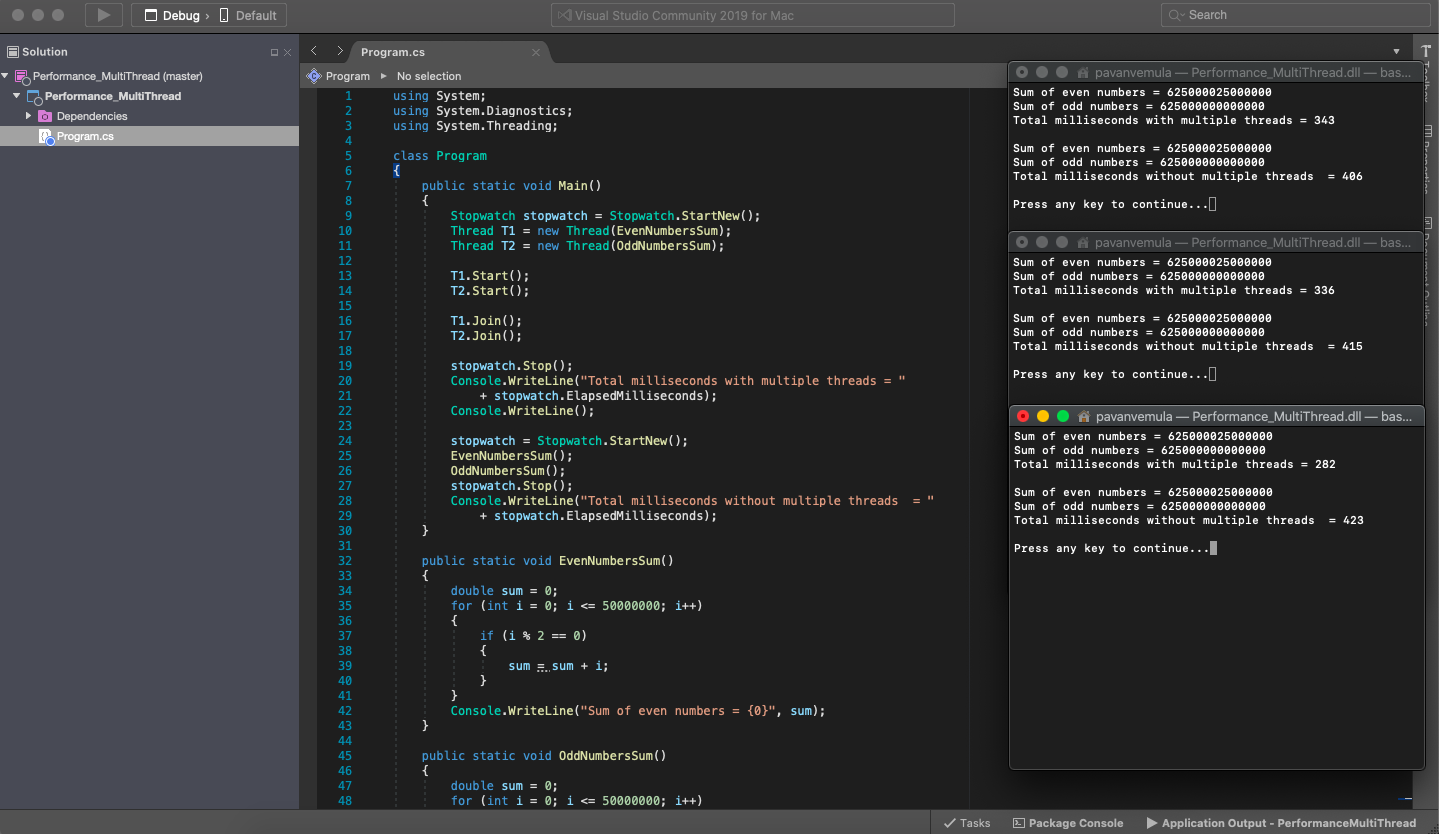 Debug › Default
Visual Studio Community 2019 for Mac
Search
Solution
Performance_MultiThread (master)
Performance_MultiThread
Dependencies
Program.cs
Program.cs
Program ▸ No selection
1 using System;
2 using System.Diagnostics;
3 using System.Threading;
4
5 class Program
6 {
7 public static void Main()
8 {
9 Stopwatch stopwatch = Stopwatch.StartNew();
10 Thread T1 = new Thread(EvenNumbersSum);
11 Thread T2 = new Thread(OddNumbersSum);
12
13 T1.Start();
14 T2.Start();
15
16 T1.Join();
17 T2.Join();
18
19 stopwatch.Stop();
20 Console.WriteLine("Total milliseconds with multiple threads = "
21 + stopwatch.ElapsedMilliseconds);
22 Console.WriteLine();
23
24 stopwatch = Stopwatch.StartNew();
25 EvenNumbersSum();
26 OddNumbersSum();
27 stopwatch.Stop();
28 Console.WriteLine("Total milliseconds without multiple threads  = "
29 + stopwatch.ElapsedMilliseconds);
30 }
31
32 public static void EvenNumbersSum()
33 {
34 double sum = 0;
35 for (int i = 0; i <= 50000000; i++)
36 {
37 if (i % 2 == 0)
38 {
39 sum = sum + i;
40 }
41 }
42 Console.WriteLine("Sum of even numbers = {0}", sum);
43 }
44
45 public static void OddNumbersSum()
46 {
47 double sum = 0;
48 for (int i = 0; i <= 50000000; i++)
pavanvemula — Performance_MultiThread.dll — bas...
Sum of even numbers = 625000025000000
Sum of odd numbers = 625000000000000
Total milliseconds with multiple threads = 343
Sum of even numbers = 625000025000000
Sum of odd numbers = 625000000000000
Total milliseconds without multiple threads  = 406
Press any key to continue...
pavanvemula — Performance_MultiThread.dll — bas...
Sum of even numbers = 625000025000000
Sum of odd numbers = 625000000000000
Total milliseconds with multiple threads = 336
Sum of even numbers = 625000025000000
Sum of odd numbers = 625000000000000
Total milliseconds without multiple threads  = 415
Press any key to continue...
pavanvemula — Performance_MultiThread.dll — bas...
Sum of even numbers = 625000025000000
Sum of odd numbers = 625000000000000
Total milliseconds with multiple threads = 282
Sum of even numbers = 625000025000000
Sum of odd numbers = 625000000000000
Total milliseconds without multiple threads  = 423
Press any key to continue...
Tasks
Package Console
Application Output - PerformanceMultiThread